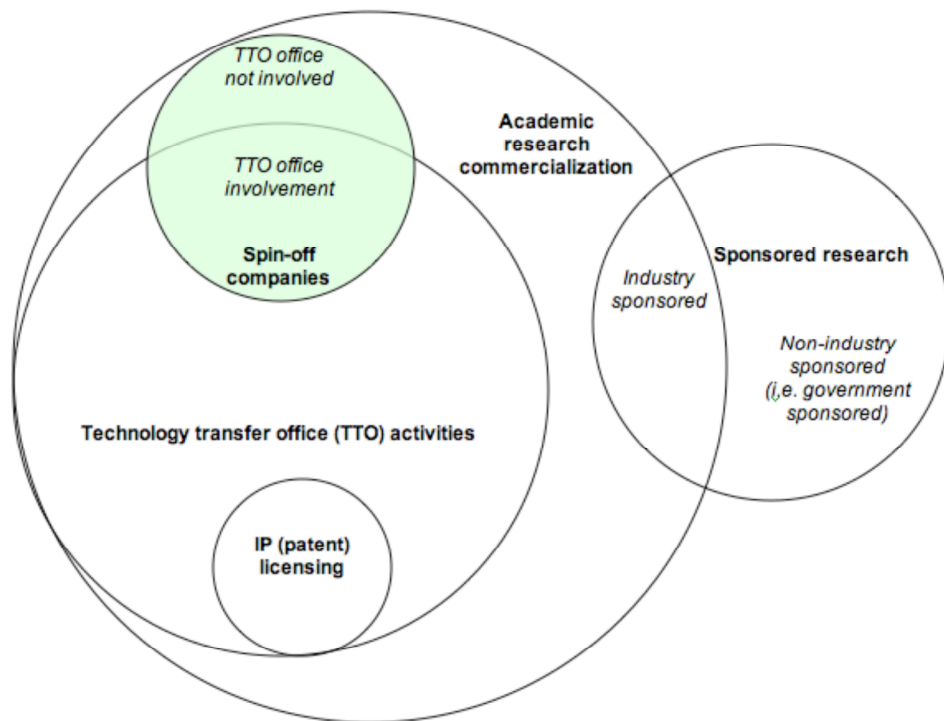 TTO office
not involved
TTO office
involvement
Spin-off
companies
Academic
research
commercialization
Sponsored research
Industry
sponsored
Non-industry
sponsored
(i,e. government
sponsored)
Technology transfer office (TTO) activities
IP (patent)
licensing